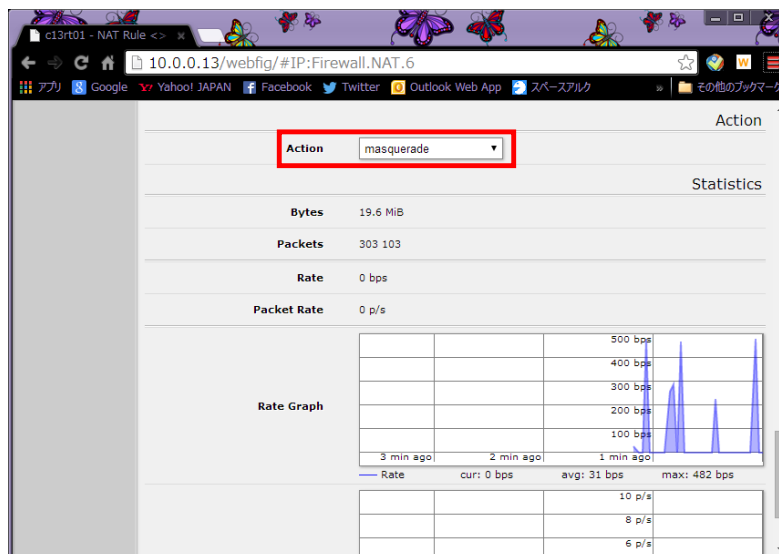 c13rt01 - NAT Rule <>
10.0.0.13/webfig/#IP:Firewall.NAT.6
アプリ Google Yahoo! JAPAN Facebook Twitter Outlook Web App スペースアルク » その他のブックマーク
Action
Action masquerade
Statistics
Bytes 19.6 MiB
Packets 303 103
Rate 0 bps
Packet Rate 0 p/s
Rate Graph
500 bps
400 bps
300 bps
200 bps
100 bps
3 min ago 2 min ago 1 min ago
Rate cur: 0 bps avg: 31 bps max: 482 bps
10 p/s
8 p/s
6 p/s